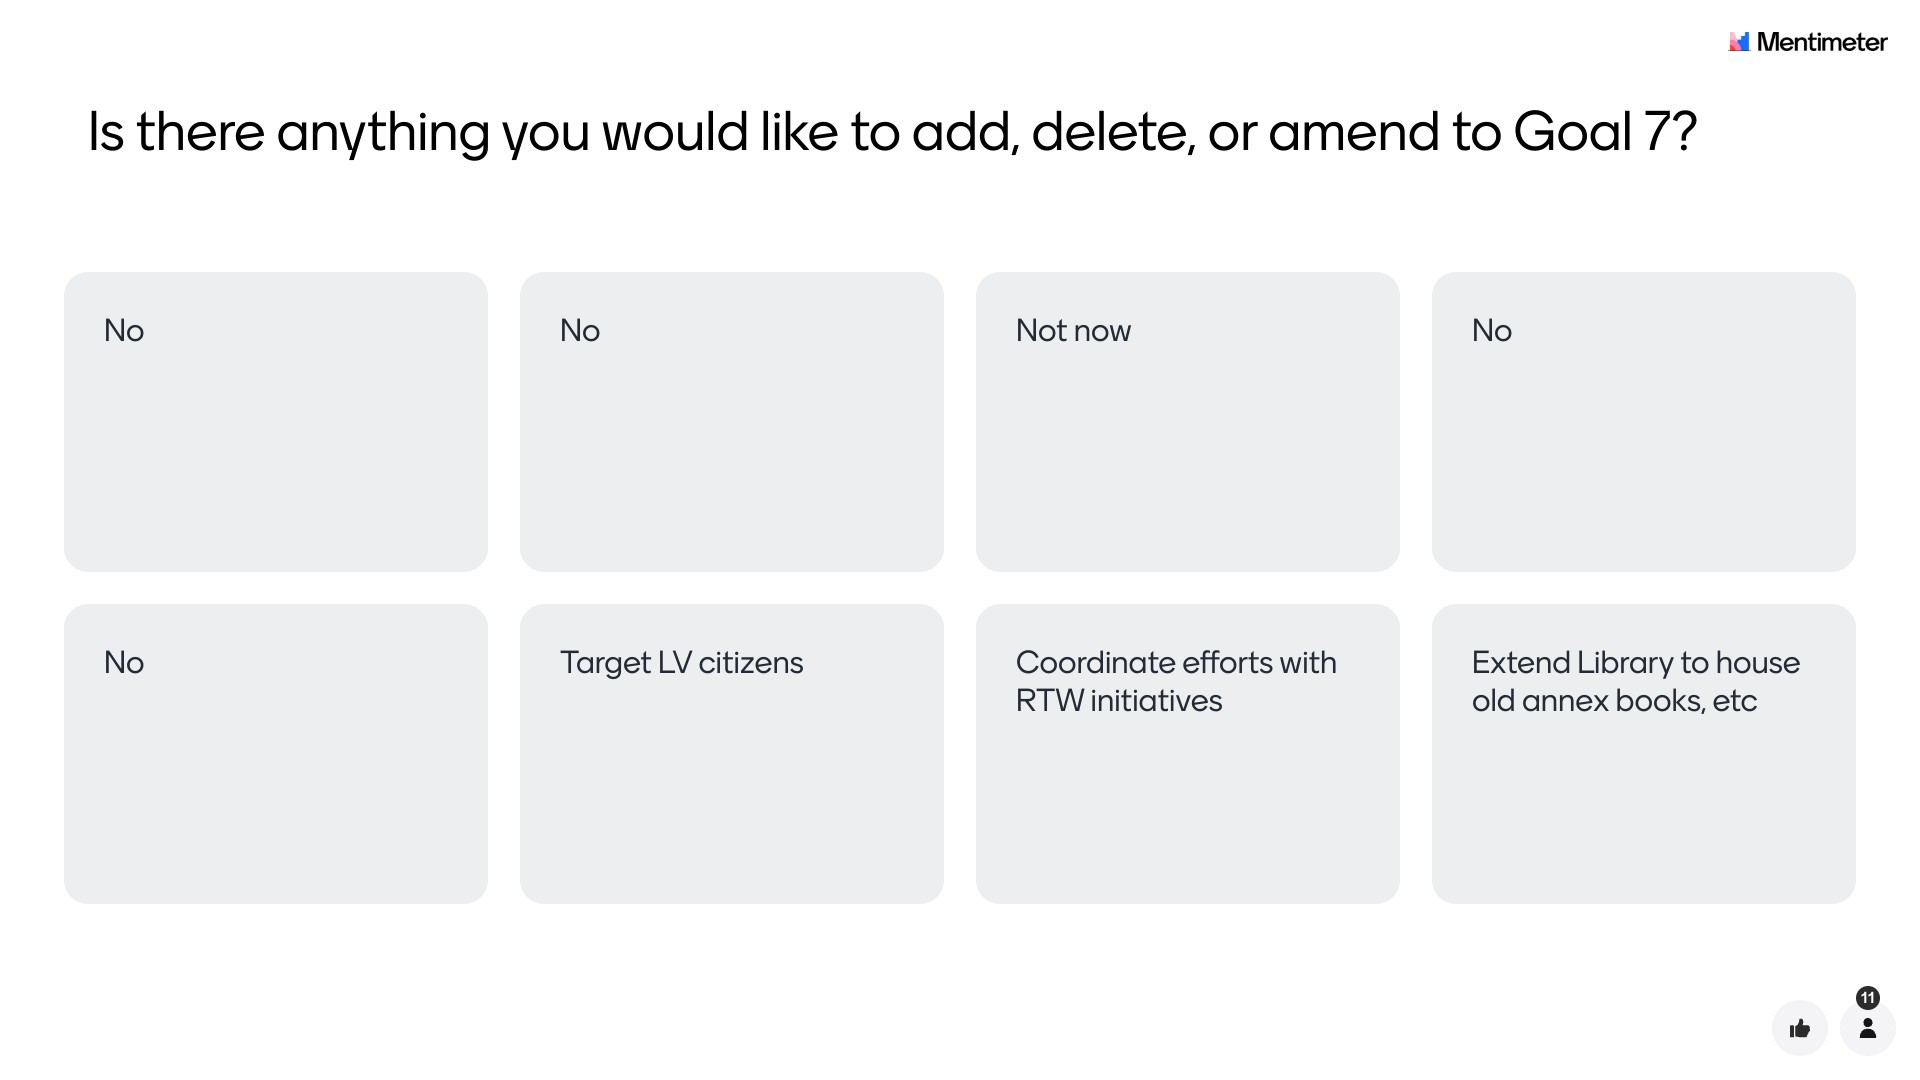 Mentimeter
Is there anything you would like to add, delete, or amend to Goal 7?
No
No
Not now
No
No
Target LV citizens
Coordinate efforts with
RTW initiatives
Extend Library to house
old annex books, etc
11